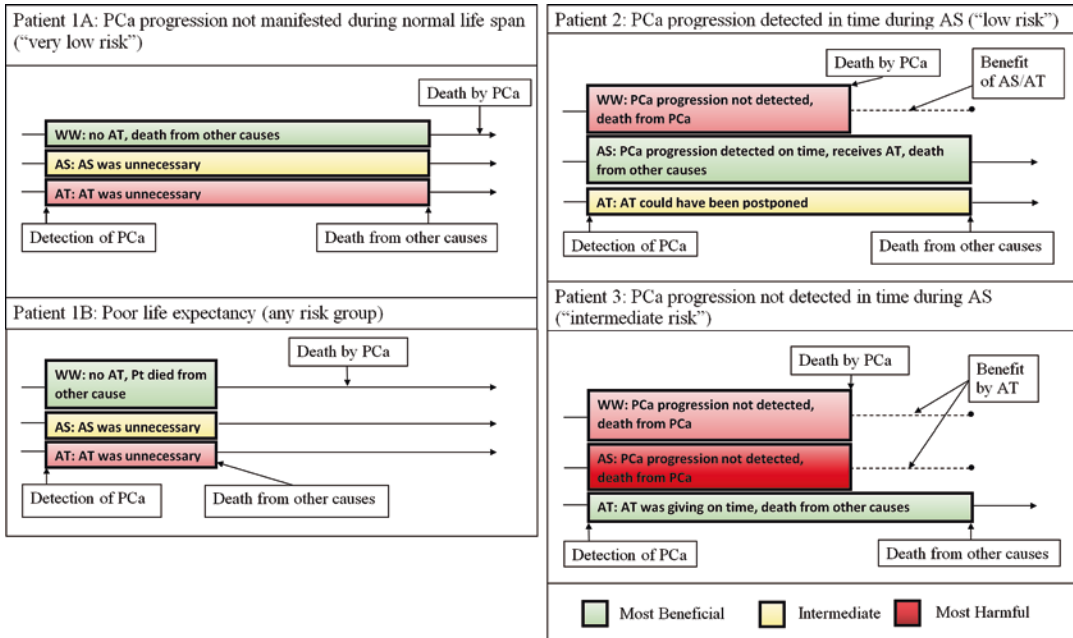 Patient 1A: PCa progression not manifested during normal life span
("very low risk")
Death by PCa
WW: no AT, death from other causes
AS: AS was unnecessary
AT: AT was unnecessary
Detection of PCa
Death from other causes
Patient 1B: Poor life expectancy (any risk group)
Death by PCa
WW: no AT, Pt died from
other cause
AS: AS was unnecessary
AT: AT was unnecessary
Detection of PCa
Death from other causes
Patient 2: PCa progression detected in time during AS ("low risk")
Death by PCa
Benefit
of AS/AT
WW: PCa progression not detected,
death from PCa
AS: PCa progression detected on time, receives AT, death
from other causes
AT: AT could have been postponed
Detection of PCa
Death from other causes
Patient 3: PCa progression not detected in time during AS
("intermediate risk")
Death by PCa
Benefit
by AT
WW: PCa progression not detected,
death from PCa
AS: PCa progression not detected,
death from PCa
AT: AT was giving on time, death from other causes
Detection of PCa
Death from other causes
Most Beneficial
Intermediate
Most Harmful